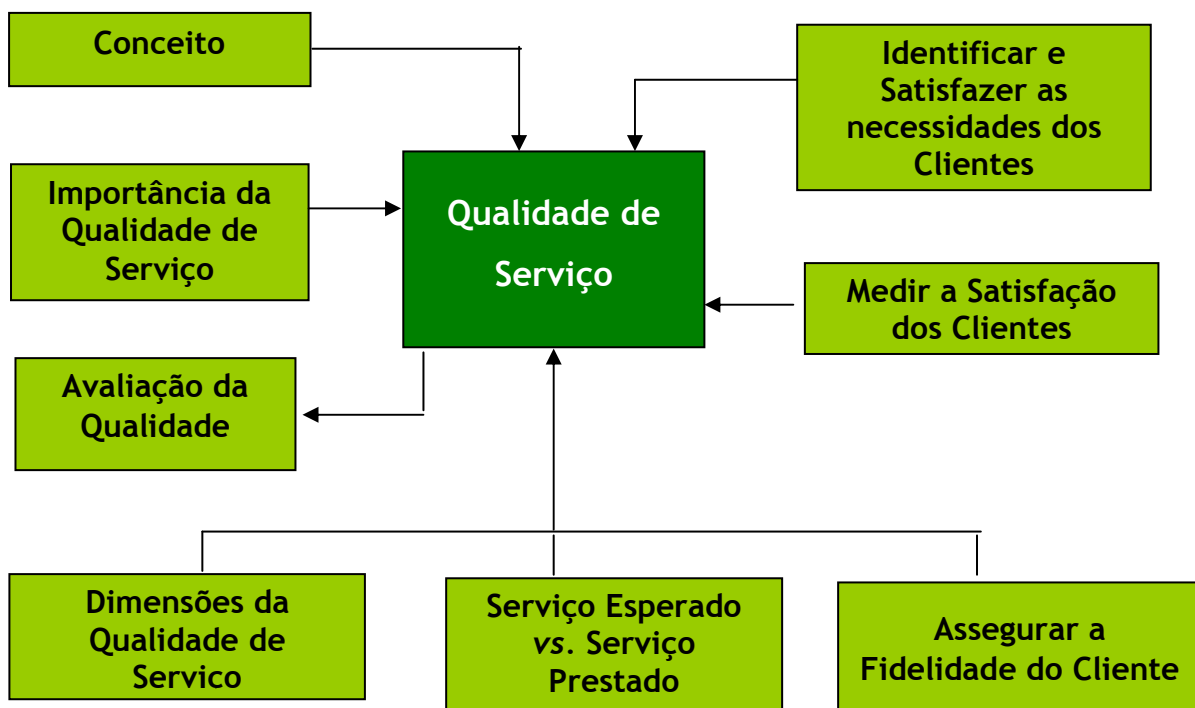 Conceito
Identificar e
Satisfazer as
necessidades dos
Clientes
Importância da
Qualidade de
Serviço
Qualidade de
Serviço
Medir a Satisfação
dos Clientes
Avaliação da
Qualidade
Dimensões da
Qualidade de
Servico
Serviço Esperado
vs. Serviço
Prestado
Assegurar a
Fidelidade do Cliente